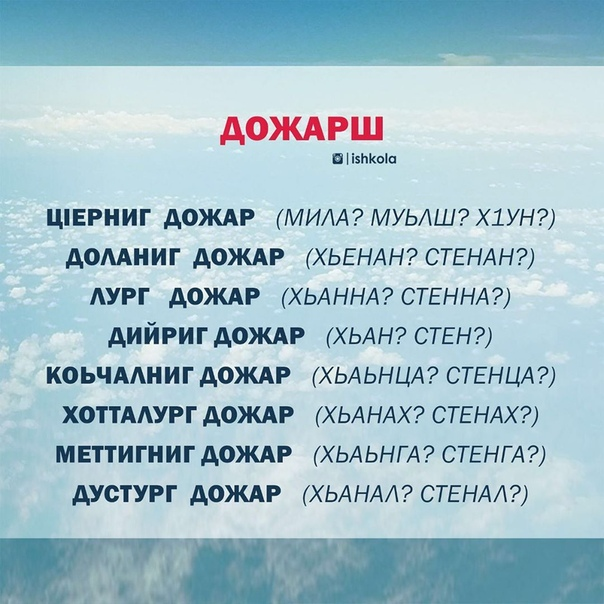 ДОЖАРШ
| ishkola
ЦӀЕРНИГ ДОЖАР (МИЛА? МУЬЛШ? Х1УН?)
ДОЛАНИГ ДОЖАР (ХЬЕНАН? СТЕНАН?)
ЛУРГ ДОЖАР (ХЬАННА? СТЕННА?)
ДИЙРИГ ДОЖАР (ХЬАН? СТЕН?)
КОЬЧАЛНИГ ДОЖАР (ХЬАЬНЦА? СТЕНЦА?)
ХОТТАЛУРГ ДОЖАР (ХЬАНАХ? СТЕНАХ?)
МЕТТИГНИГ ДОЖАР (ХЬАЬНГА? СТЕНГА?)
ДУСТУРГ ДОЖАР (ХЬАНАЛ? СТЕНАЛ?)